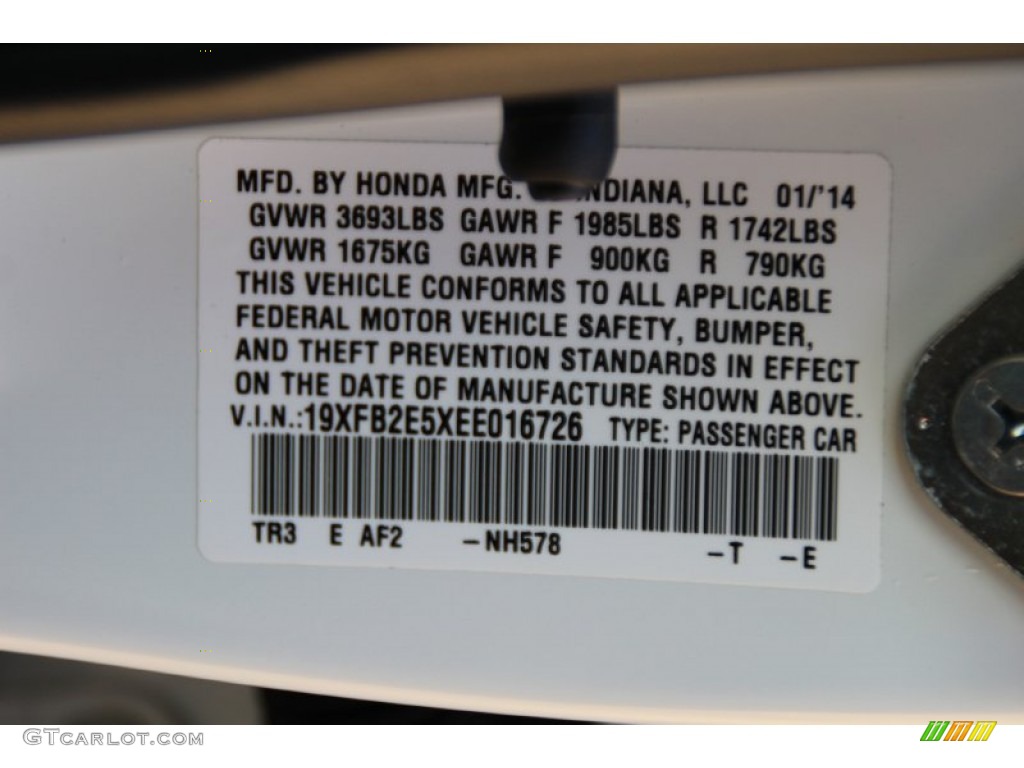 MFD. BY HONDA MFG. INDIANA, LLC 01/'14
GVWR 3693LBS GAWR F 1985LBS R 1742LBS
GVWR 1675KG GAWR F 900KG R 790KG
THIS VEHICLE CONFORMS TO ALL APPLICABLE
FEDERAL MOTOR VEHICLE SAFETY, BUMPER,
AND THEFT PREVENTION STANDARDS IN EFFECT
ON THE DATE OF MANUFACTURE SHOWN ABOVE.
V.I.N.:19XFB2E5XEE016726 TYPE: PASSENGER CAR
TR3 E AF2 –NH578 –T –E
GTCARLOT.COM